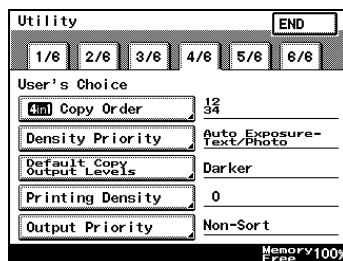 Utility END
1/6 2/6 3/6 4/6 5/6 6/6
User's Choice
4in1 Copy Order 12
34
Density Priority Auto Exposure-
Text/Photo
Default Copy
Output Levels Darker
Printing Density 0
Output Priority Non-Sort
Memory 100%
Free